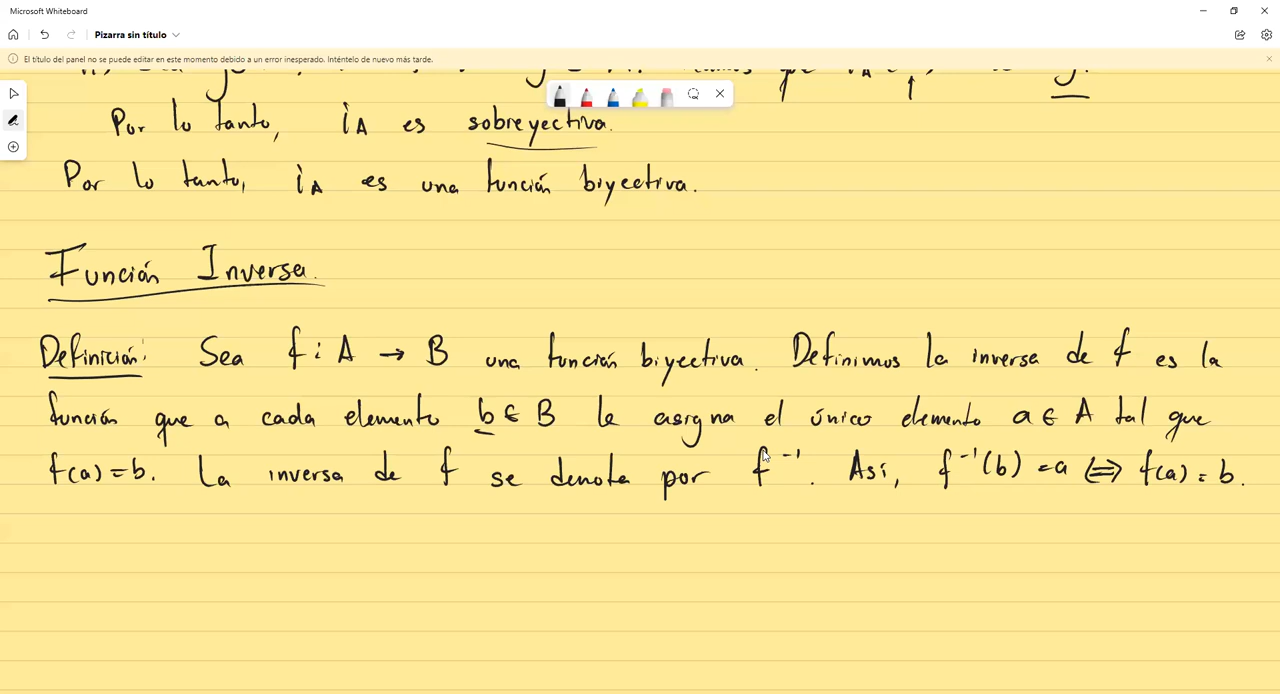 Microsoft Whiteboard
Pizarra sin título
El título del panel no se puede editar en este momento debido a un error inesperado. Inténtelo de nuevo más tarde.
Por lo tanto, i_A es sobreyectiva.
Por lo tanto, i_A es una función biyectiva.
Función Inversa.
Definición: Sea f: A → B una función biyectiva. Definimos la inversa de f es la
función que a cada elemento b ∈ B le asigna el único elemento a ∈ A tal que
f(a) = b. La inversa de f se denota por f⁻¹. Así, f⁻¹(b) = a ⇔ f(a) = b.